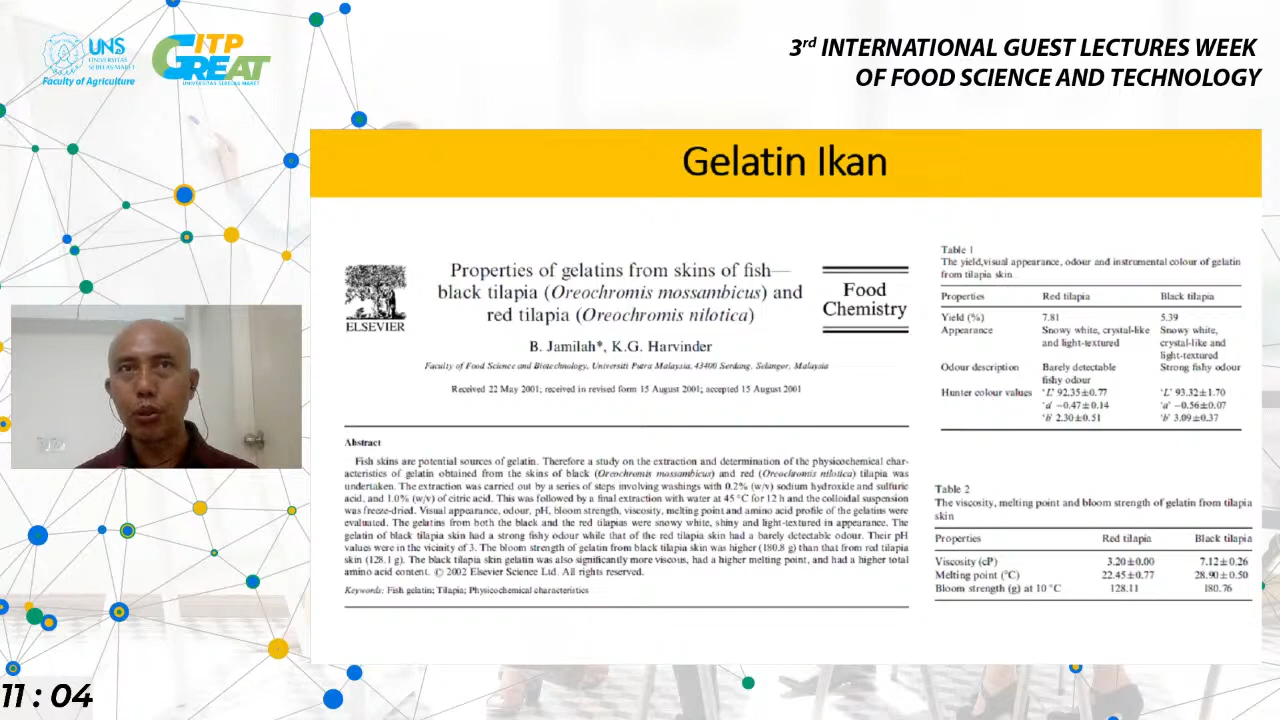 UNS
UNIVERSITAS
SEBELAS MARET
Faculty of Agriculture
ITP
GREAT
UNIVERSITAS SEBELAS MARET
3rd INTERNATIONAL GUEST LECTURES WEEK
OF FOOD SCIENCE AND TECHNOLOGY
Gelatin Ikan
ELSEVIER
Properties of gelatins from skins of fish—
black tilapia (Oreochromis mossambicus) and
red tilapia (Oreochromis nilotica)
Food
Chemistry
B. Jamilah*, K.G. Harvinder
Faculty of Food Science and Biotechnology, Universiti Putra Malaysia, 43400 Serdang, Selangor, Malaysia
Received 22 May 2001; received in revised form 15 August 2001; accepted 15 August 2001
Abstract
Fish skins are potential sources of gelatin. Therefore a study on the extraction and determination of the physicochemical char-
acteristics of gelatin obtained from the skins of black (Oreochromis mossambicus) and red (Oreochromis nilotica) tilapia was
undertaken. The extraction was carried out by a series of steps involving washings with 0.2% (w/v) sodium hydroxide and sulfuric
acid, and 1.0% (w/v) of citric acid. This was followed by a final extraction with water at 45 °C for 12 h and the colloidal suspension
was freeze-dried. Visual appearance, odour, pH, bloom strength, viscosity, melting point and amino acid profile of the gelatins were
evaluated. The gelatins from both the black and the red tilapias were snowy white, shiny and light-textured in appearance. The
gelatin of black tilapia skin had a strong fishy odour while that of the red tilapia skin had a barely detectable odour. Their pH
values were in the vicinity of 3. The bloom strength of gelatin from black tilapia skin was higher (180.8 g) than that from red tilapia
skin (128.1 g). The black tilapia skin gelatin was also significantly more viscous, had a higher melting point, and had a higher total
amino acid content. © 2002 Elsevier Science Ltd. All rights reserved.
Keywords: Fish gelatin; Tilapia; Physicochemical characteristics
Table 1
The yield,visual appearance, odour and instrumental colour of gelatin
from tilapia skin
Properties Red tilapia Black tilapia
Yield (%) 7.81 5.39
Appearance Snowy white, crystal-like Snowy white,
and light-textured crystal-like and
light-textured
Odour description Barely detectable Strong fishy odour
fishy odour
Hunter colour values 'L' 92.35±0.77 'L' 93.32±1.70
'a' −0.47±0.14 'a' −0.56±0.07
'b' 2.30±0.51 'b' 3.09±0.37
Table 2
The viscosity, melting point and bloom strength of gelatin from tilapia
skin
Properties Red tilapia Black tilapia
Viscosity (cP) 3.20±0.00 7.12±0.26
Melting point (°C) 22.45±0.77 28.90±0.50
Bloom strength (g) at 10 °C 128.11 180.76
11 : 04